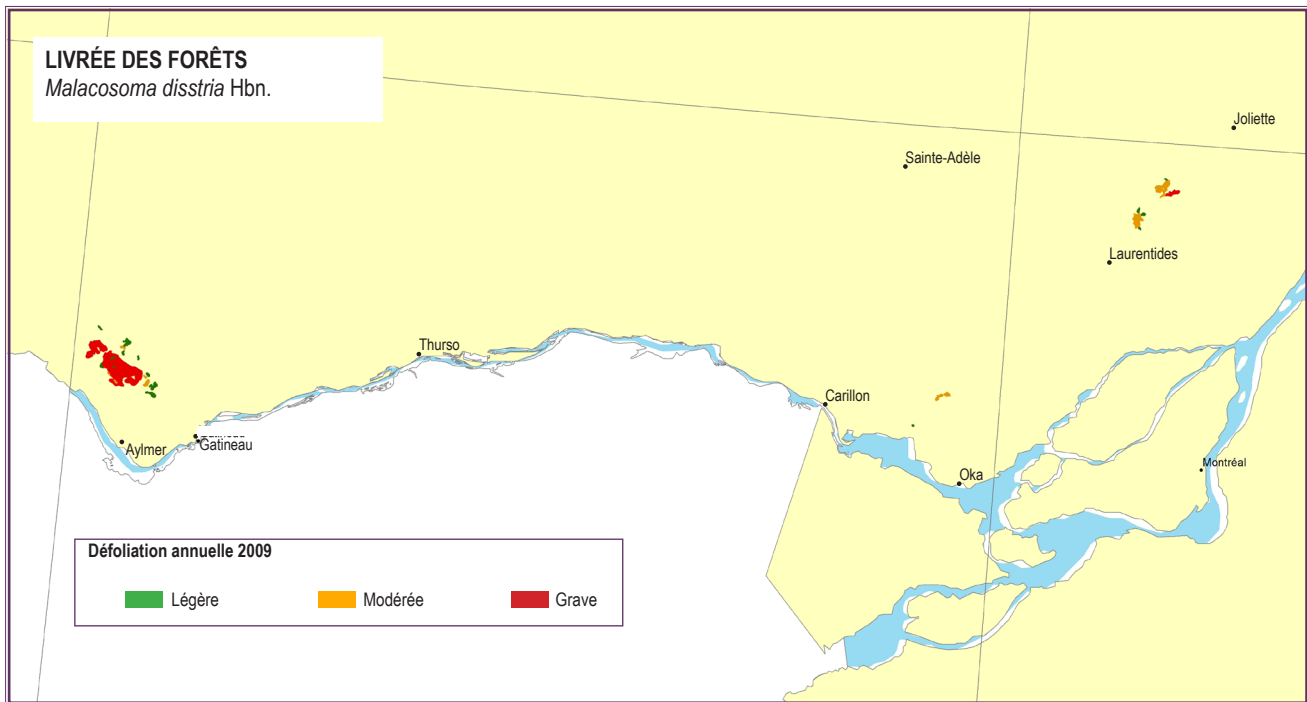 LIVRÉE DES FORÊTS
Malacosoma disstria Hbn.
Joliette
Sainte-Adèle
Laurentides
Thurso
Carillon
Aylmer
Gatineau
Oka
Montréal
Défoliation annuelle 2009
Légère
Modérée
Grave